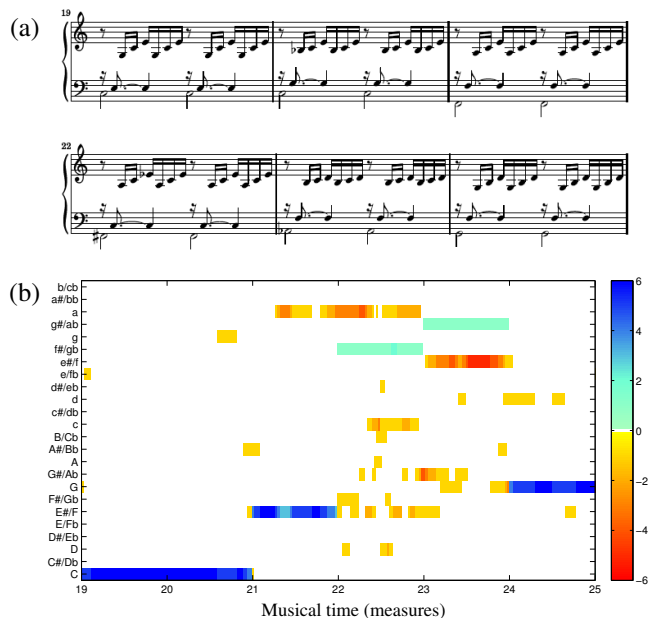 (a)
19
22
(b)
b/cb
a#/bb
a
g#/ab
g
f#/gb
e#/f
e/fb
d#/eb
d
c#/db
c
B/Cb
A#/Bb
A
G#/Ab
G
F#/Gb
E#/F
E/Fb
D#/Eb
D
C#/Db
C
19 20 21 22 23 24 25
Musical time (measures)
6
4
2
0
−2
−4
−6